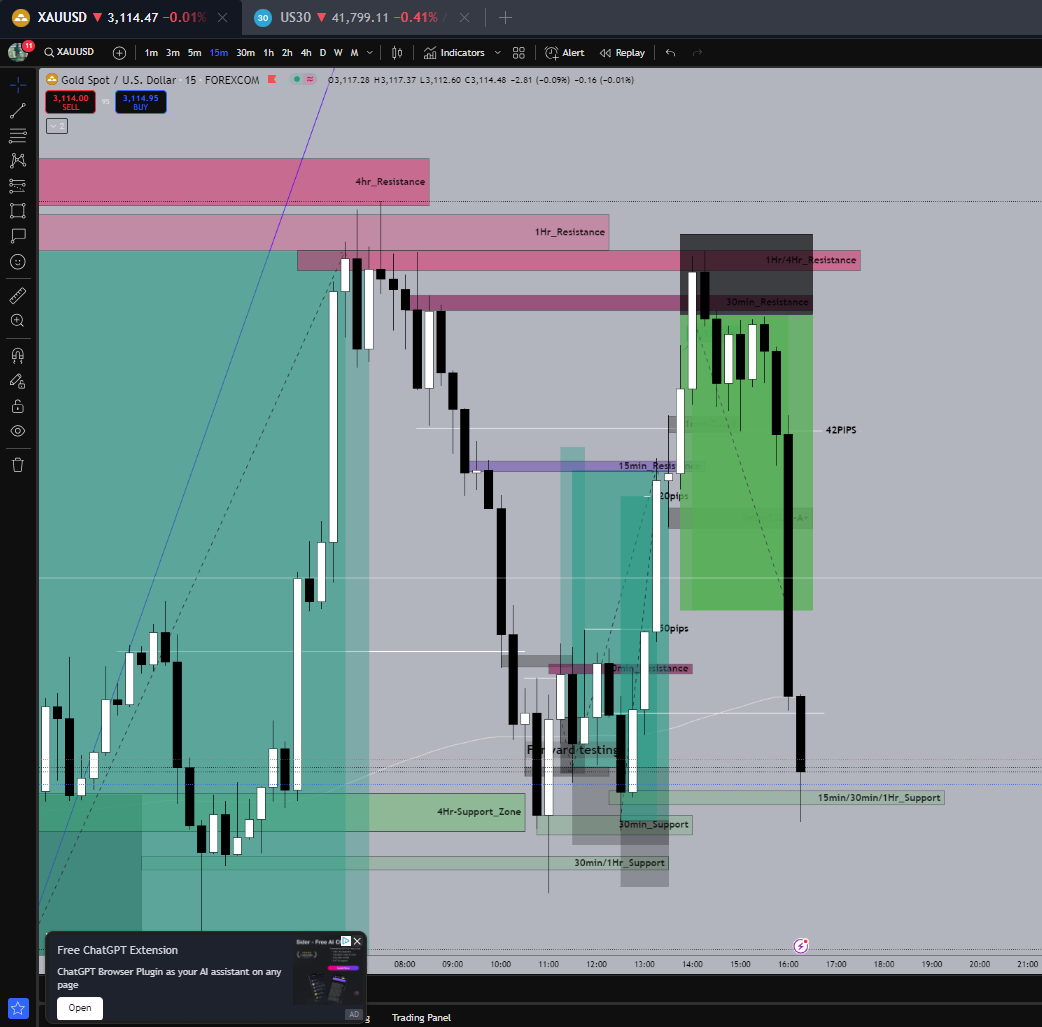 XAUUSD 3,114.47 −0.01%
30 US30 41,799.11 −0.41%
11 XAUUSD 1m 3m 5m 15m 30m 1h 2h 4h D W M Indicators Alert Replay
Gold Spot / U.S. Dollar · 15 · FOREXCOM O3,117.28 H3,117.37 L3,112.60 C3,114.48 −2.81 (−0.09%) −0.16 (−0.01%)
3,114.00
SELL
95
3,114.95
BUY
2
4hr_Resistance
1Hr_Resistance
1Hr/4Hr_Resistance
30min_Resistance
42PIPS
15min_Resistance
20pips
50pips
Forward testing
15min/30min/1Hr_Support
4Hr-Support_Zone
30min_Support
30min/1Hr_Support
08:00 09:00 10:00 11:00 12:00 13:00 14:00 15:00 16:00 17:00 18:00 19:00 20:00 21:00
Free ChatGPT Extension
ChatGPT Browser Plugin as your AI assistant on any
page
Open
AD
Trading Panel